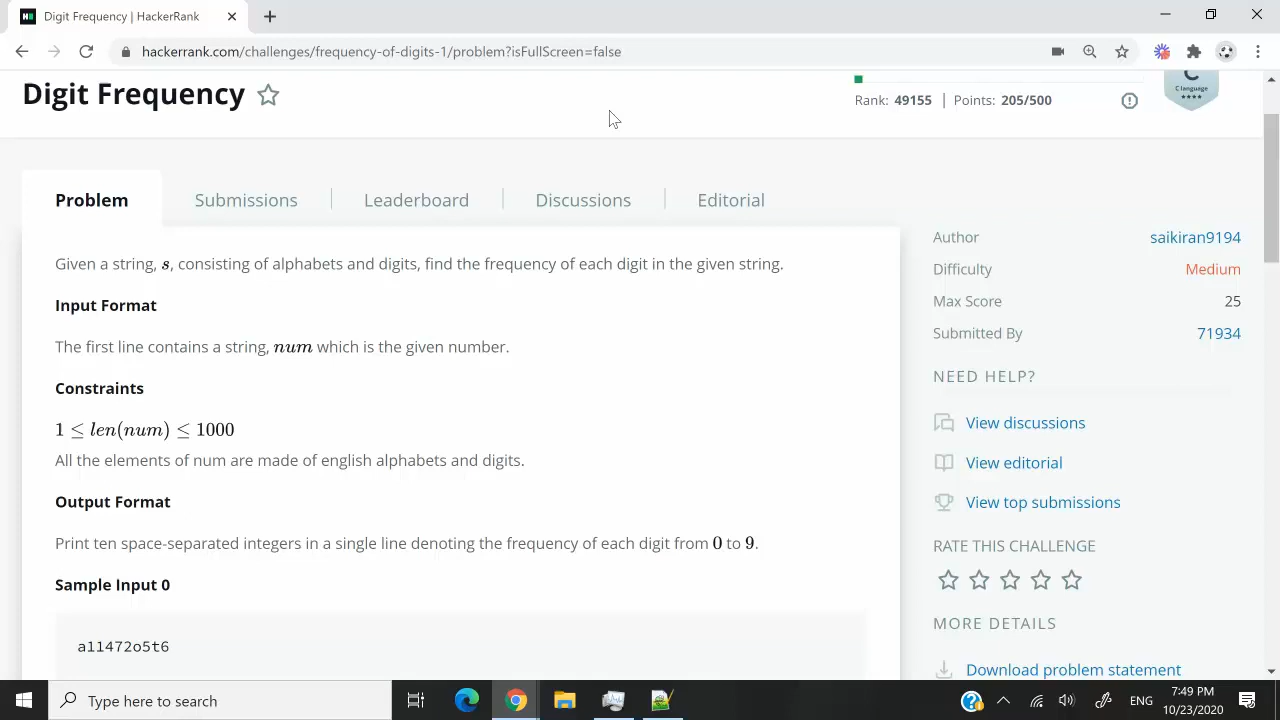 Digit Frequency | HackerRank
hackerrank.com/challenges/frequency-of-digits-1/problem?isFullScreen=false
Digit Frequency
Rank: 49155 | Points: 205/500
C
C language
Problem
Submissions
Leaderboard
Discussions
Editorial
Given a string, s, consisting of alphabets and digits, find the frequency of each digit in the given string.
Input Format
The first line contains a string, num which is the given number.
Constraints
1 ≤ len(num) ≤ 1000
All the elements of num are made of english alphabets and digits.
Output Format
Print ten space-separated integers in a single line denoting the frequency of each digit from 0 to 9.
Sample Input 0
a11472o5t6
Author saikiran9194
Difficulty Medium
Max Score 25
Submitted By 71934
NEED HELP?
View discussions
View editorial
View top submissions
RATE THIS CHALLENGE
MORE DETAILS
Download problem statement
Type here to search
ENG
7:49 PM
10/23/2020